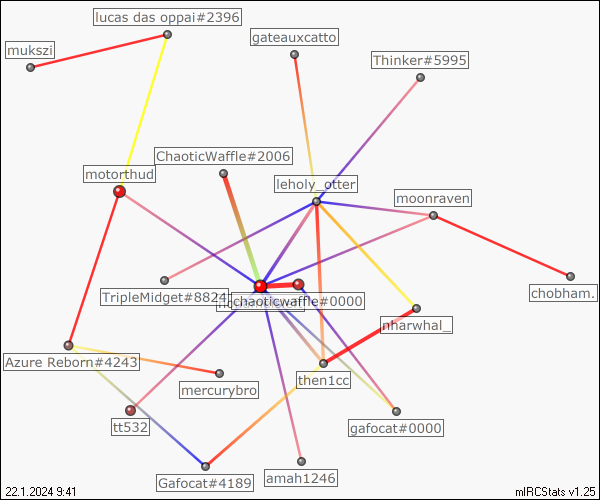 lucas das oppai#2396
mukszi
gateauxcatto
Thinker#5995
ChaoticWaffle#2006
motorthud
leholy_otter
moonraven
TripleMidget#8824
chaoticwaffle#0000
chobham.
nharwhal_
Azure Reborn#4243
mercurybro
then1cc
tt532
gafocat#0000
Gafocat#4189
amah1246
22.1.2024 9:41
mIRCStats v1.25